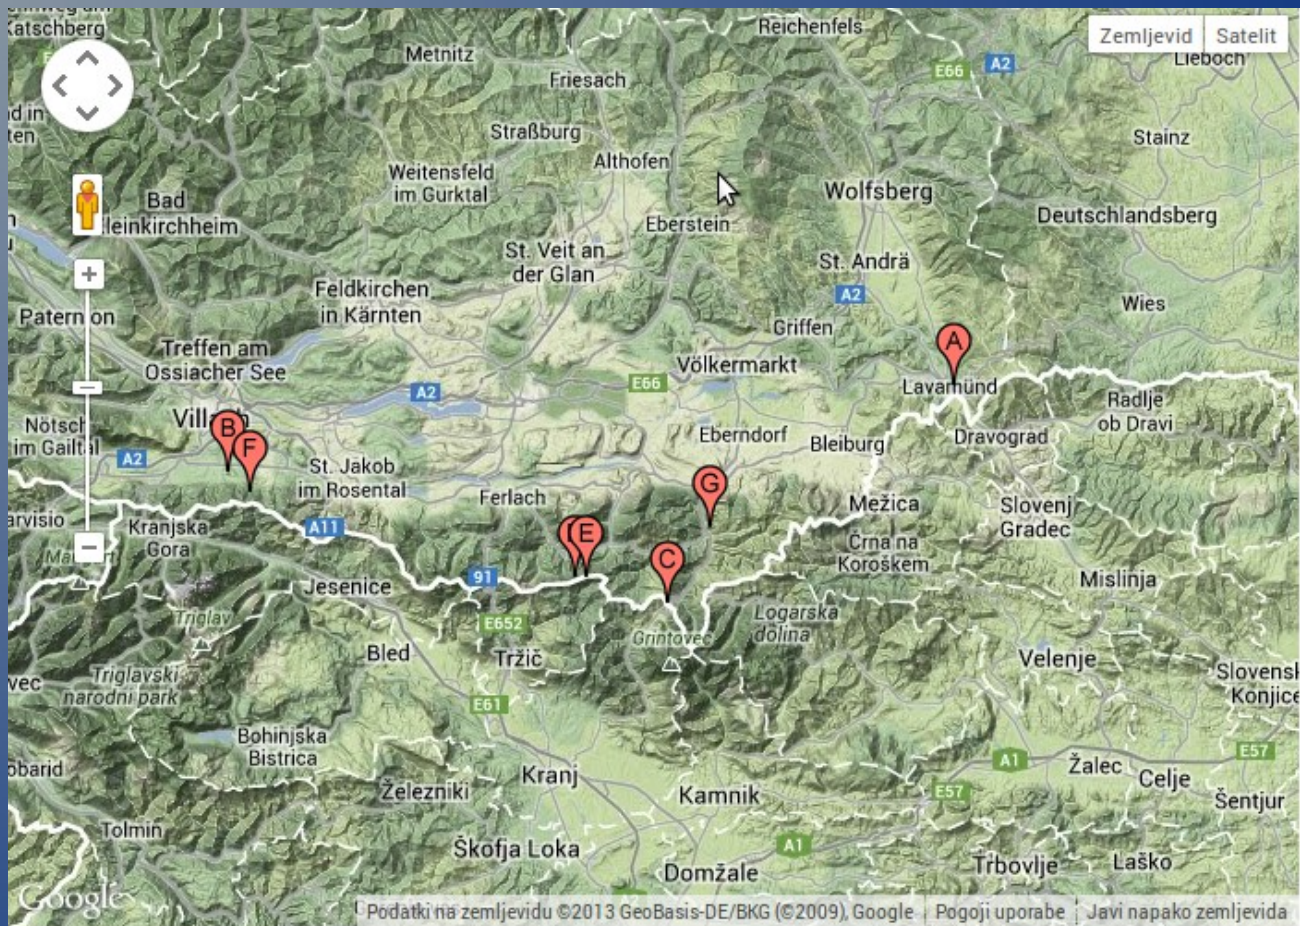 Katschberg
Reichenfels
Zemljevid
Satelit
Metnitz
E66
A2
Lieboch
Friesach
Straßburg
Stainz
Althofen
Weitensfeld
im Gurktal
Wolfsberg
Bad
Kleinkirchheim
Deutschlandsberg
Eberstein
St. Veit an
der Glan
St. Andrä
A2
Feldkirchen
in Kärnten
Wies
Paternion
Griffen
A
Treffen am
Ossiacher See
Völkermarkt
E66
Lavamünd
A2
Radlje
ob Dravi
Villach
B
F
Nötsch
im Gailtal
A2
Eberndorf
Bleiburg
Dravograd
St. Jakob
im Rosental
G
Ferlach
Mežica
Slovenj
Gradec
arvisio
Kranjska
Gora
A11
E
C
Črna na
Koroškem
Jesenice
91
Mislinja
Triglav
E652
Logarska
dolina
Grintovec
Bled
Tržič
Velenje
Triglavski
narodni park
vec
Slovensk
Konjice
E61
Bohinjska
Bistrica
A1
E57
obarid
Kranj
Žalec
Celje
Železniki
Kamnik
E57
Šentjur
Tolmin
Škofja Loka
A1
Domžale
Trbovlje
Laško
Google
Podatki na zemljevidu ©2013 GeoBasis-DE/BKG (©2009), Google
Pogoji uporabe
Javi napako zemljevida